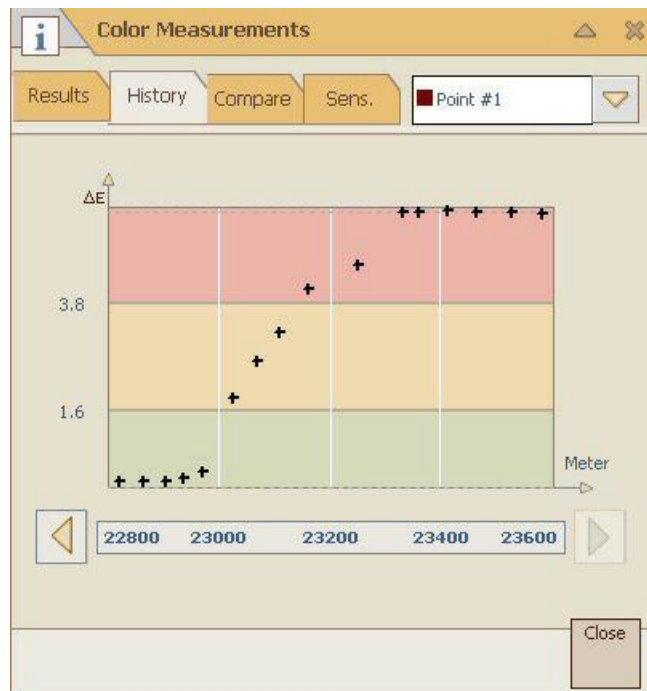 i Color Measurements
Results History Compare Sens. Point #1
ΔE
3.8
1.6
Meter
22800 23000 23200 23400 23600
Close